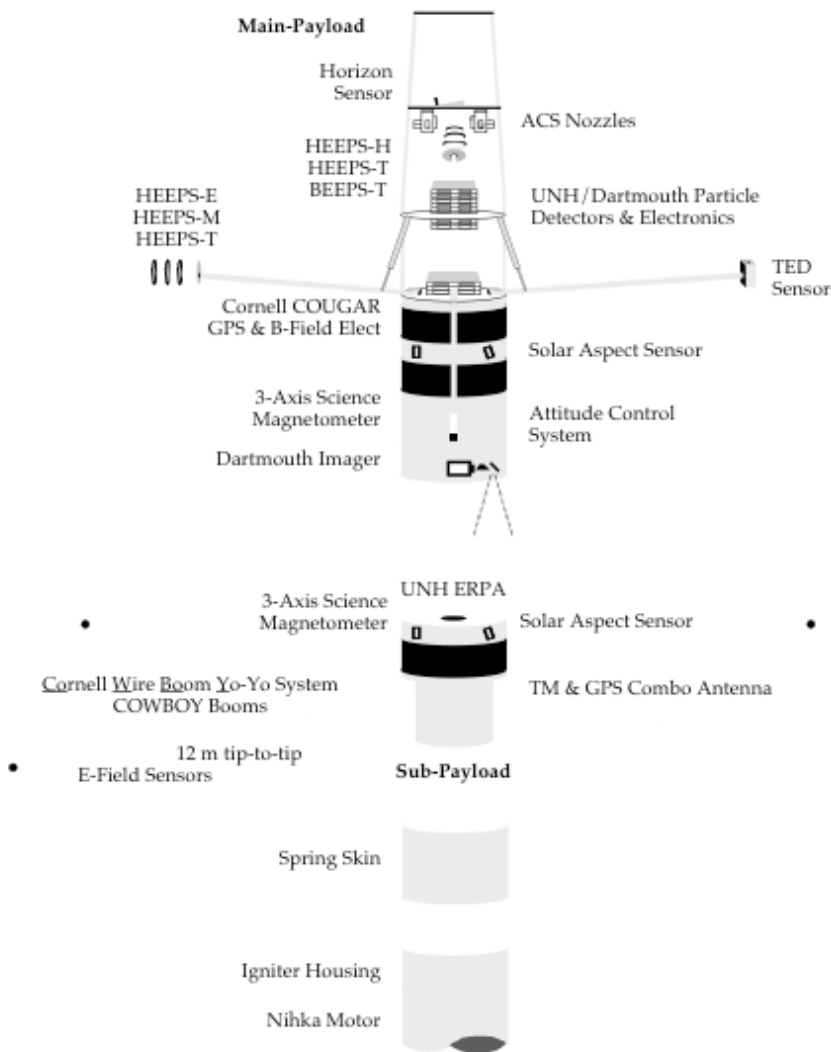 Main-Payload
Horizon
Sensor
ACS Nozzles
HEEPS-H
HEEPS-T
BEEPS-T
HEEPS-E
HEEPS-M
HEEPS-T
UNH/Dartmouth Particle
Detectors & Electronics
TED
Sensor
Cornell COUGAR
GPS & B-Field Elect
Solar Aspect Sensor
3-Axis Science
Magnetometer
Attitude Control
System
Dartmouth Imager
UNH ERPA
3-Axis Science
Magnetometer
Solar Aspect Sensor
Cornell Wire Boom Yo-Yo System
COWBOY Booms
TM & GPS Combo Antenna
12 m tip-to-tip
E-Field Sensors
Sub-Payload
Spring Skin
Igniter Housing
Nihka Motor